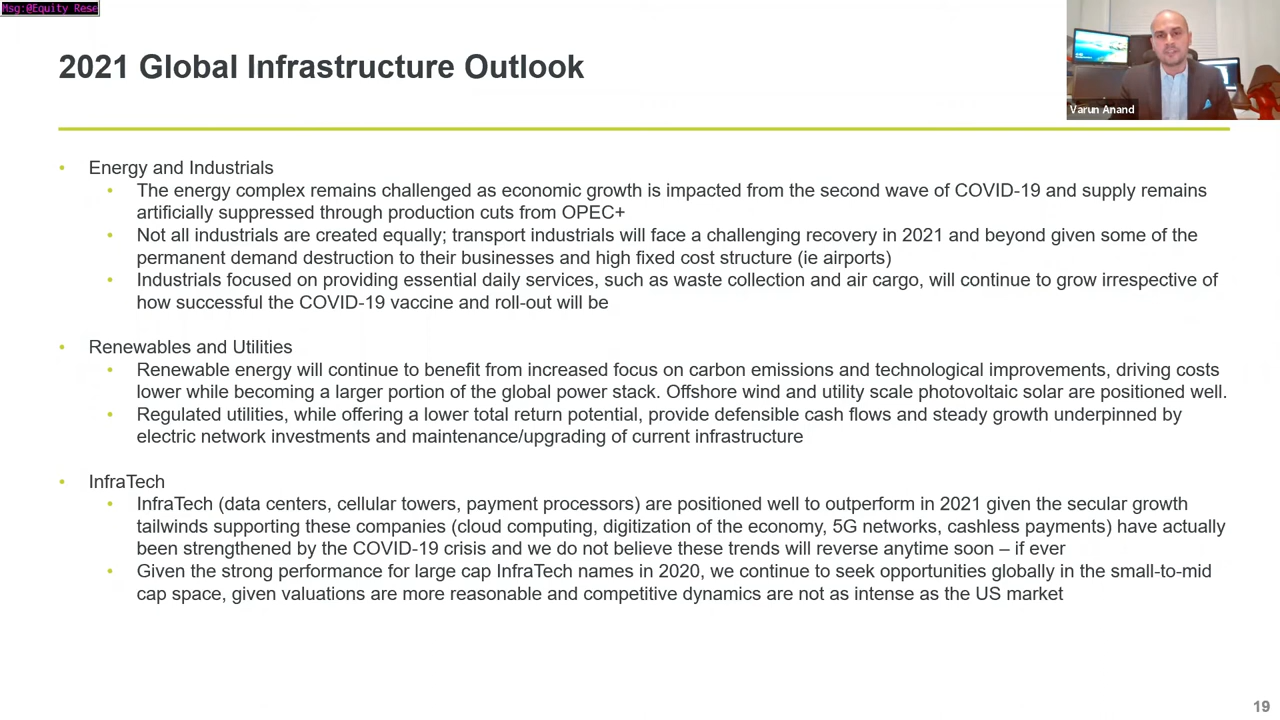 Msg:@Equity Rese
2021 Global Infrastructure Outlook
Varun Anand
• Energy and Industrials
• The energy complex remains challenged as economic growth is impacted from the second wave of COVID-19 and supply remains
artificially suppressed through production cuts from OPEC+
• Not all industrials are created equally; transport industrials will face a challenging recovery in 2021 and beyond given some of the
permanent demand destruction to their businesses and high fixed cost structure (ie airports)
• Industrials focused on providing essential daily services, such as waste collection and air cargo, will continue to grow irrespective of
how successful the COVID-19 vaccine and roll-out will be
• Renewables and Utilities
• Renewable energy will continue to benefit from increased focus on carbon emissions and technological improvements, driving costs
lower while becoming a larger portion of the global power stack. Offshore wind and utility scale photovoltaic solar are positioned well.
• Regulated utilities, while offering a lower total return potential, provide defensible cash flows and steady growth underpinned by
electric network investments and maintenance/upgrading of current infrastructure
• InfraTech
• InfraTech (data centers, cellular towers, payment processors) are positioned well to outperform in 2021 given the secular growth
tailwinds supporting these companies (cloud computing, digitization of the economy, 5G networks, cashless payments) have actually
been strengthened by the COVID-19 crisis and we do not believe these trends will reverse anytime soon – if ever
• Given the strong performance for large cap InfraTech names in 2020, we continue to seek opportunities globally in the small-to-mid
cap space, given valuations are more reasonable and competitive dynamics are not as intense as the US market
19